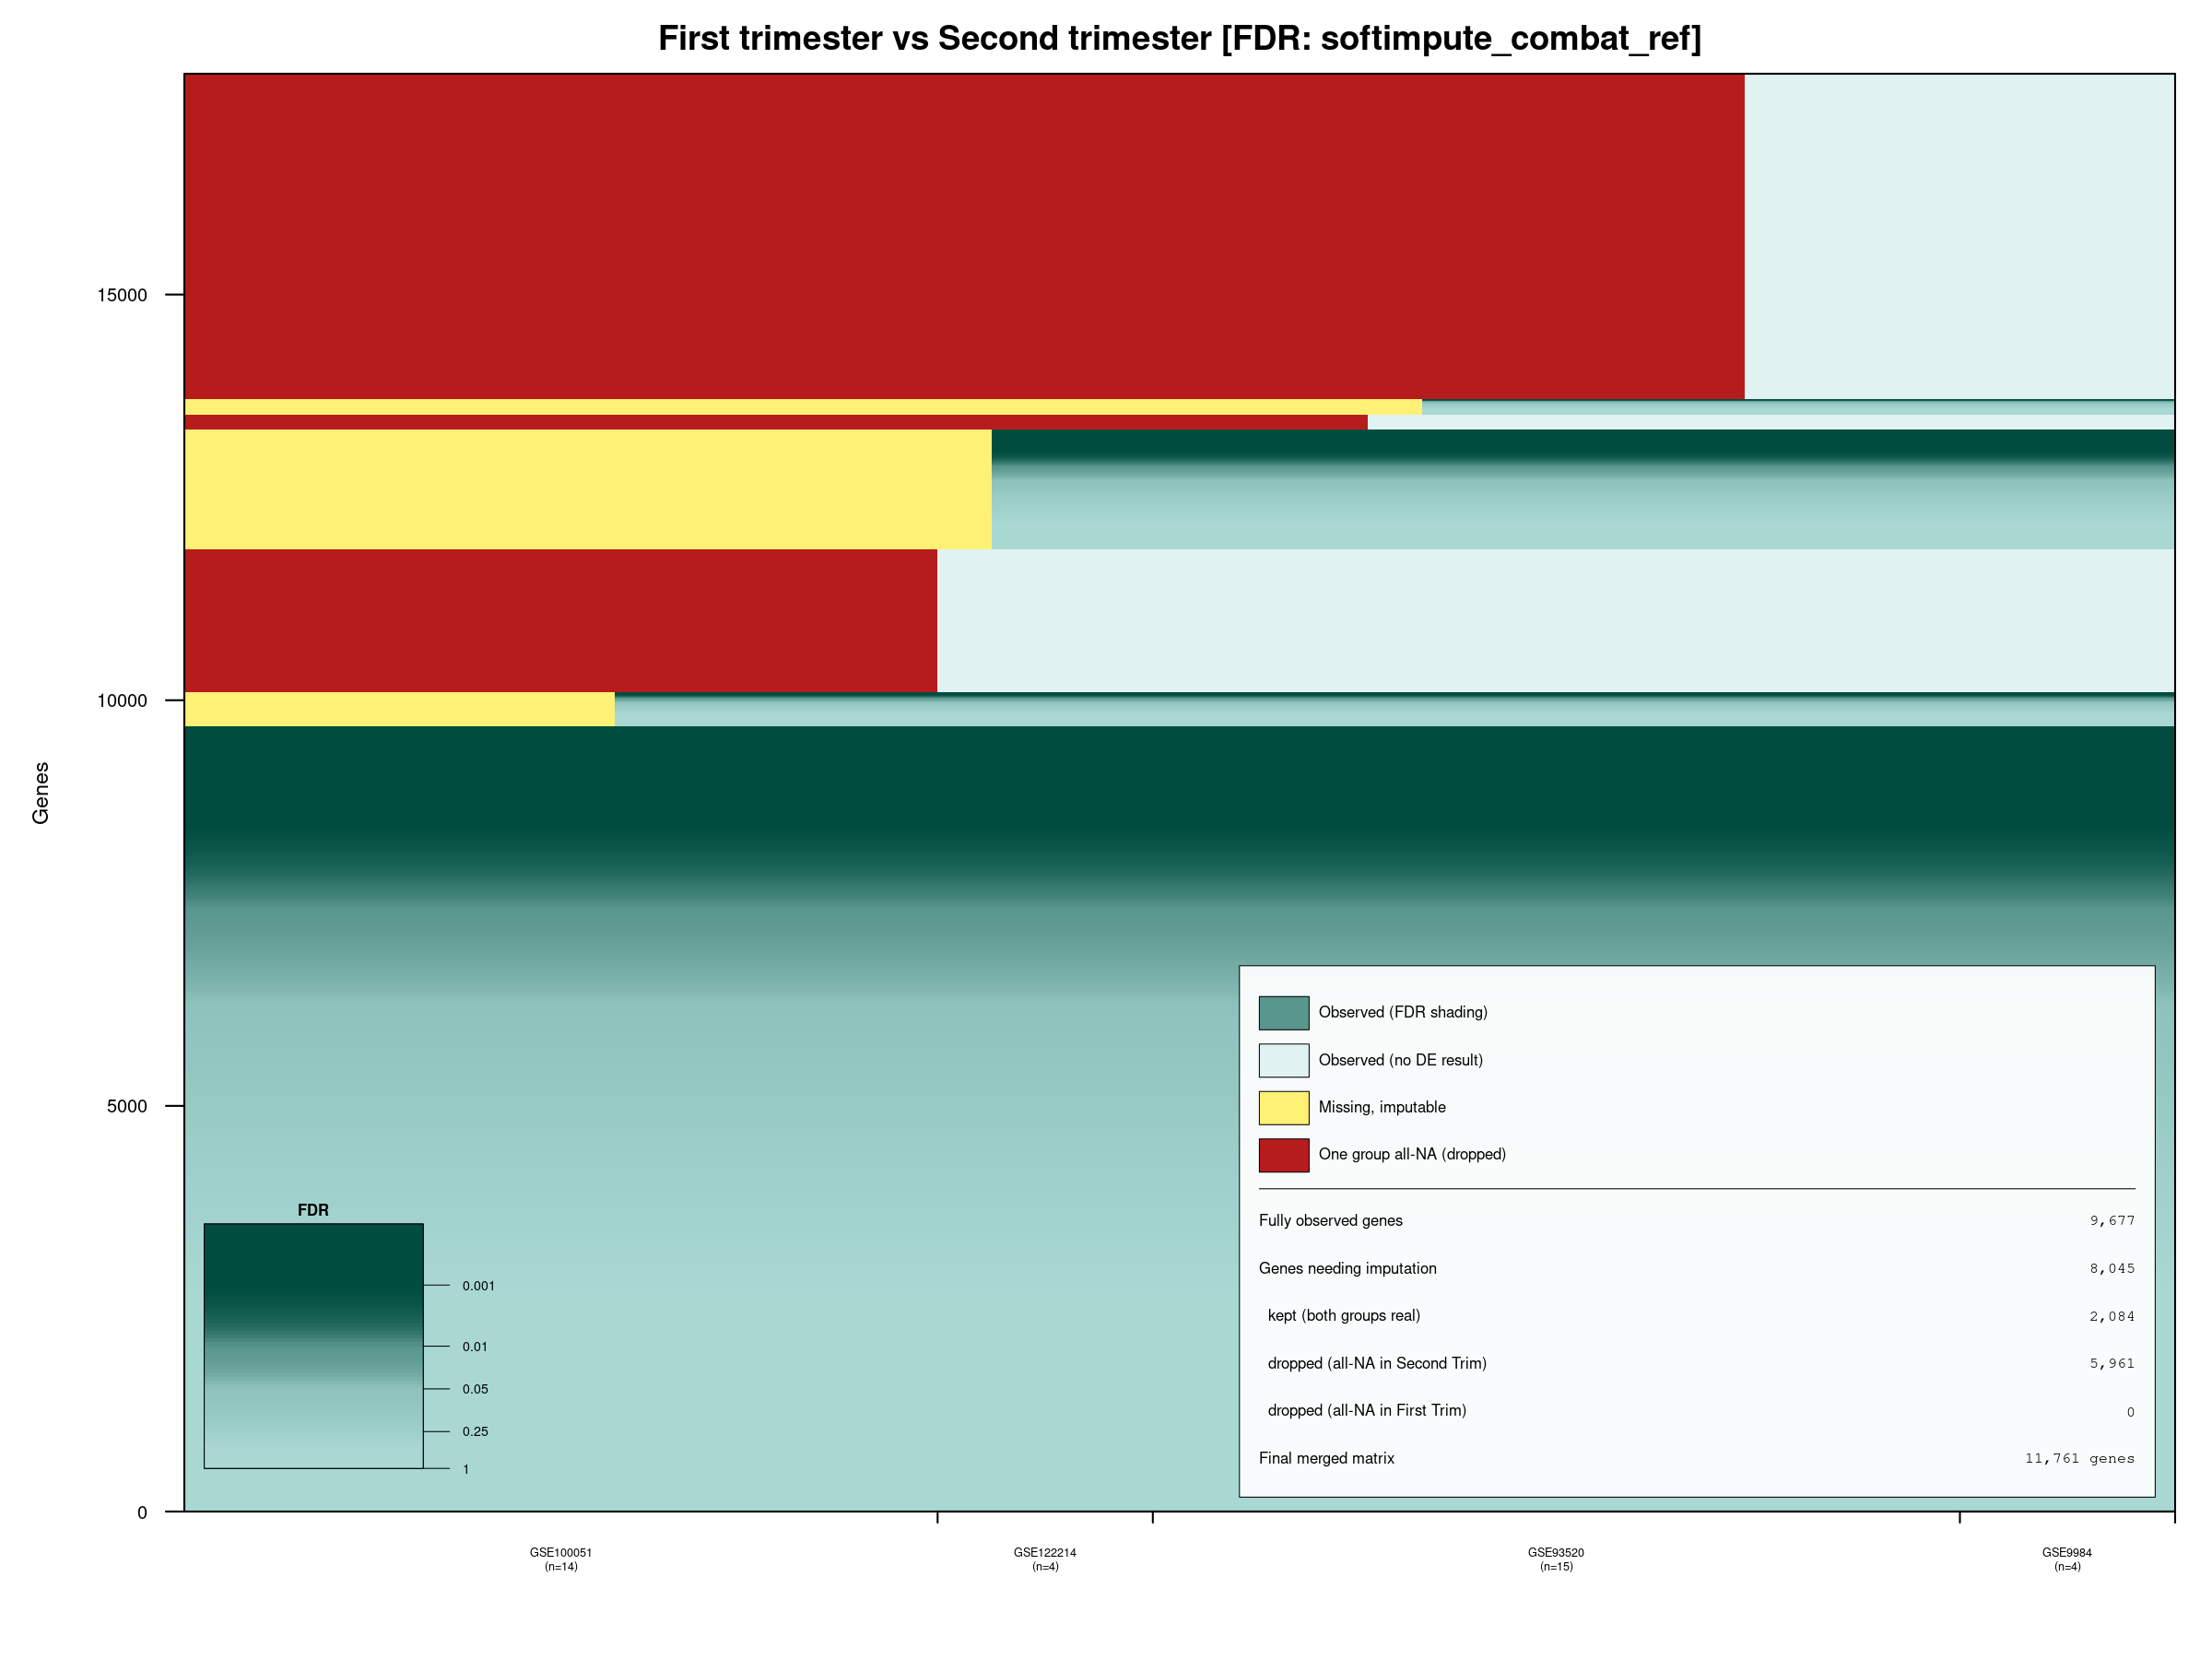 First trimester vs Second trimester [FDR: softimpute_combat_ref]
Genes
15000
10000
5000
0
Observed (FDR shading)
Observed (no DE result)
Missing, imputable
One group all-NA (dropped)
Fully observed genes 9,677
Genes needing imputation 8,045
kept (both groups real) 2,084
dropped (all-NA in Second Trim) 5,961
dropped (all-NA in First Trim) 0
Final merged matrix 11,761 genes
FDR
0.001
0.01
0.05
0.25
1
GSE100051 GSE122214 GSE93520 GSE9984
(n=14) (n=4) (n=15) (n=4)